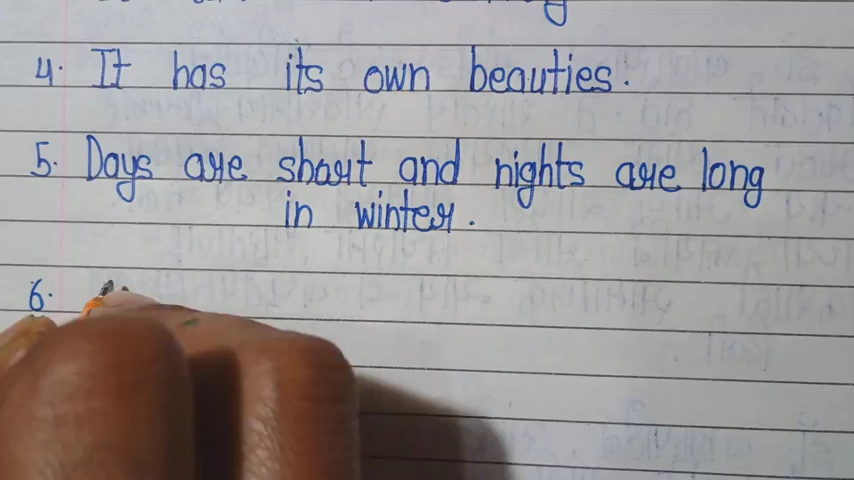 4. It has its own beauties.
5. Days are short and nights are long
in winter.
6.